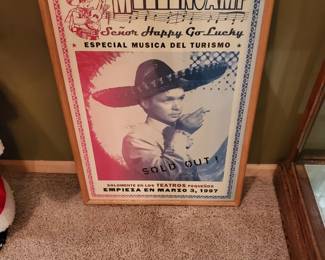 MELLENCAMP
Señor Happy Go Lucky
ESPECIAL MUSICA DEL TURISMO
SOLD OUT!
SOLOMENTE EN LOS TEATROS PEQUEÑOS
EMPIEZA EN MARZO 3, 1997